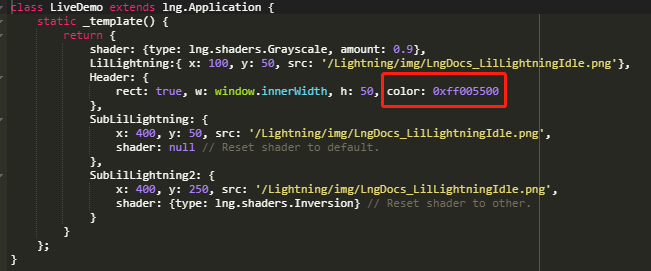 class LiveDemo extends lng.Application {
    static _template() {
        return {
            shader: {type: lng.shaders.Grayscale, amount: 0.9},
            LilLightning:{ x: 100, y: 50, src: '/Lightning/img/LngDocs_LilLightningIdle.png'},
            Header: {
                rect: true, w: window.innerWidth, h: 50, color: 0xff005500
            },
            SubLilLightning: {
                x: 400, y: 50, src: '/Lightning/img/LngDocs_LilLightningIdle.png',
                shader: null // Reset shader to default.
            },
            SubLilLightning2: {
                x: 400, y: 250, src: '/Lightning/img/LngDocs_LilLightningIdle.png',
                shader: {type: lng.shaders.Inversion} // Reset shader to other.
            }
        }
    };
}